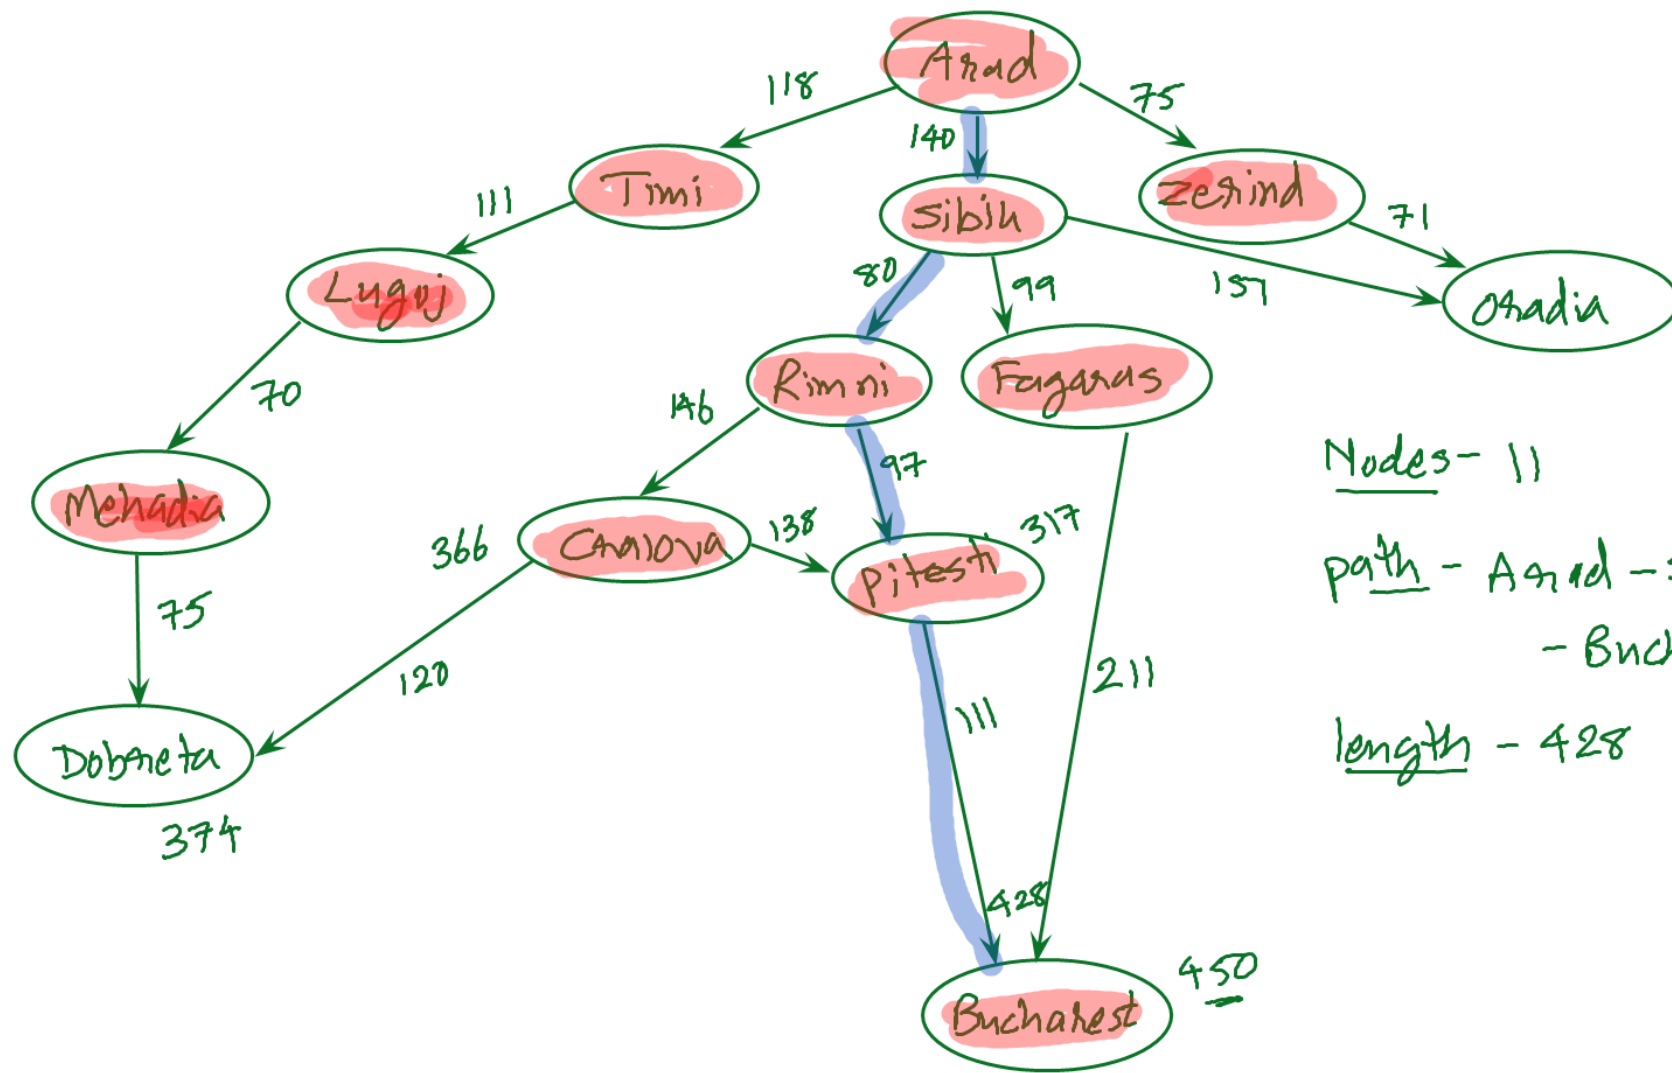 Arad
118
75
140
Timi
Zerind
111
Sibiu
71
80
99
151
Oradia
Lugoj
Rimni
Fagaras
70
146
97
Nodes - 11
Mehadia
366
Craiova
138
Pitesti
317
path - Arad -
75
- Buch
120
211
111
length - 428
Dobreta
374
428
450
Bucharest